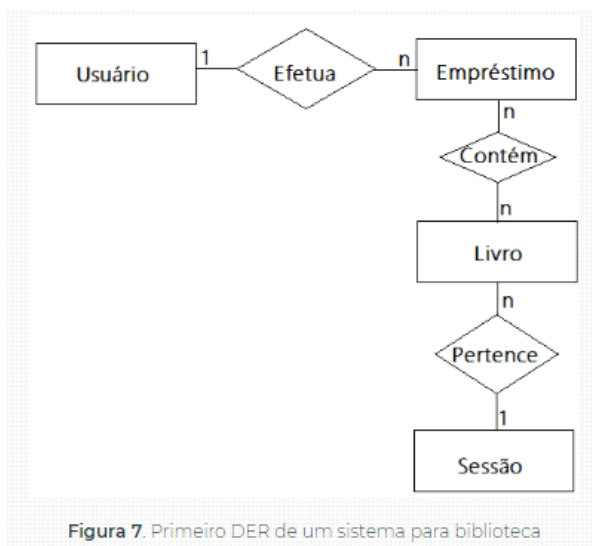 Usuário 1 Efetua n Empréstimo
n
Contém
n
Livro
n
Pertence
1
Sessão
Figura 7. Primeiro DER de um sistema para biblioteca